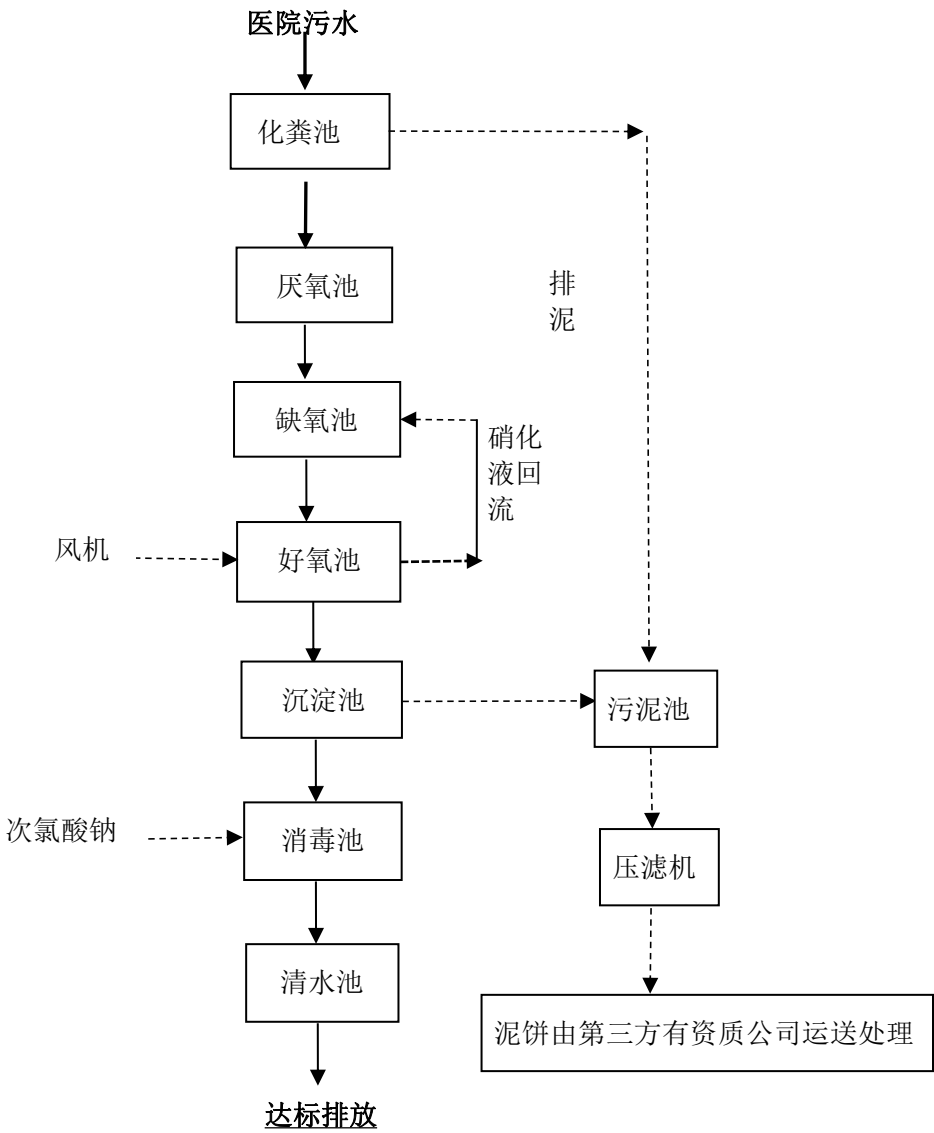 医院污水
化粪池
厌氧池
排
泥
缺氧池
硝化
液回
流
风机
好氧池
沉淀池
污泥池
次氯酸钠
消毒池
压滤机
清水池
泥饼由第三方有资质公司运送处理
达标排放